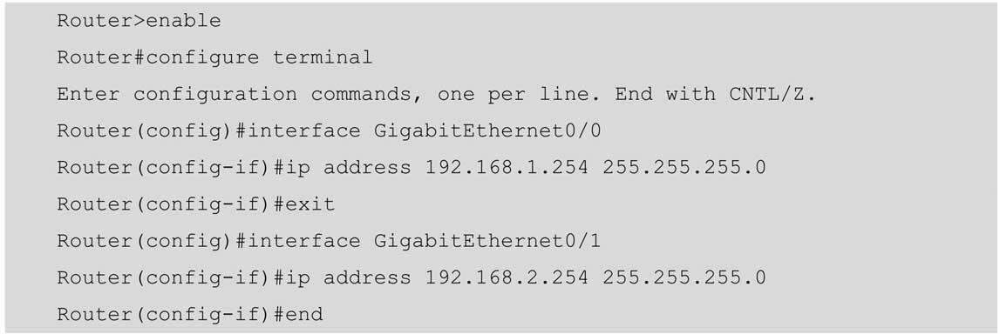 Router>enable
Router#configure terminal
Enter configuration commands, one per line. End with CNTL/Z.
Router(config)#interface GigabitEthernet0/0
Router(config-if)#ip address 192.168.1.254 255.255.255.0
Router(config-if)#exit
Router(config)#interface GigabitEthernet0/1
Router(config-if)#ip address 192.168.2.254 255.255.255.0
Router(config-if)#end